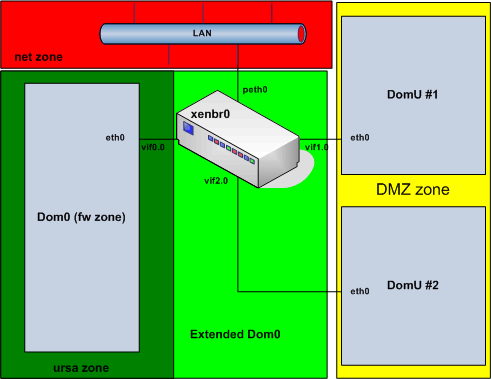 LAN
net zone
peth0
xenbr0
DomU #1
eth0
vif0.0
vif1.0
eth0
vif2.0
DMZ zone
Dom0 (fw zone)
eth0
DomU #2
Extended Dom0
ursa zone